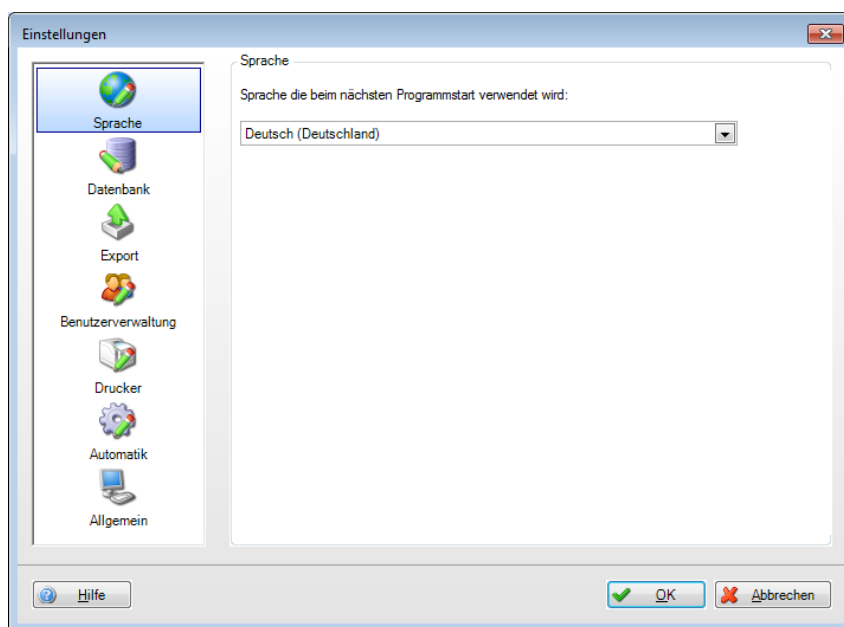 Einstellungen
Sprache
Datenbank
Export
Benutzerverwaltung
Drucker
Automatik
Allgemein
Sprache
Sprache die beim nächsten Programmstart verwendet wird:
Deutsch (Deutschland)
Hilfe
OK
Abbrechen